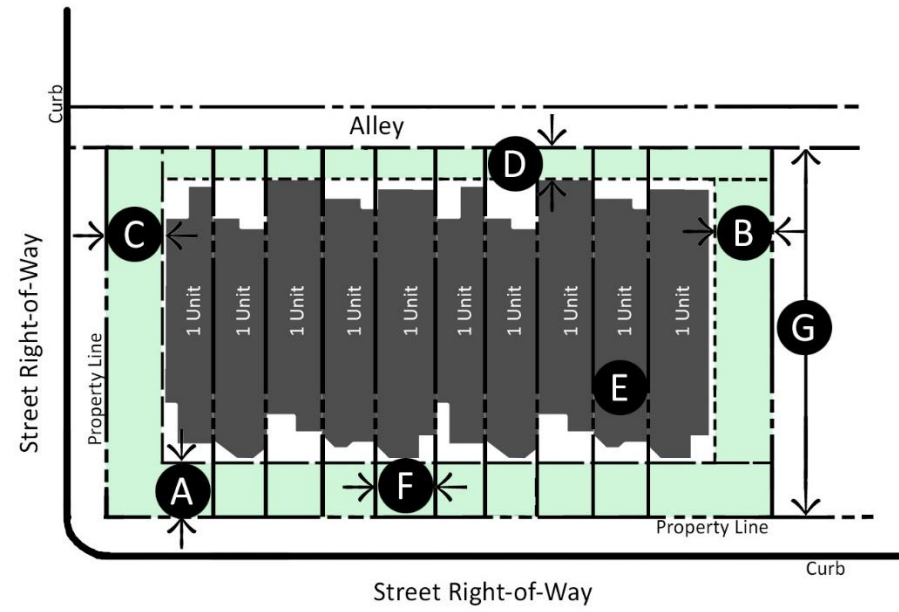 Curb
Alley
D
C
B
1 Unit
1 Unit
1 Unit
1 Unit
1 Unit
1 Unit
1 Unit
1 Unit
1 Unit
1 Unit
G
Street Right-of-Way
Property Line
E
A
F
Property Line
Curb
Street Right-of-Way